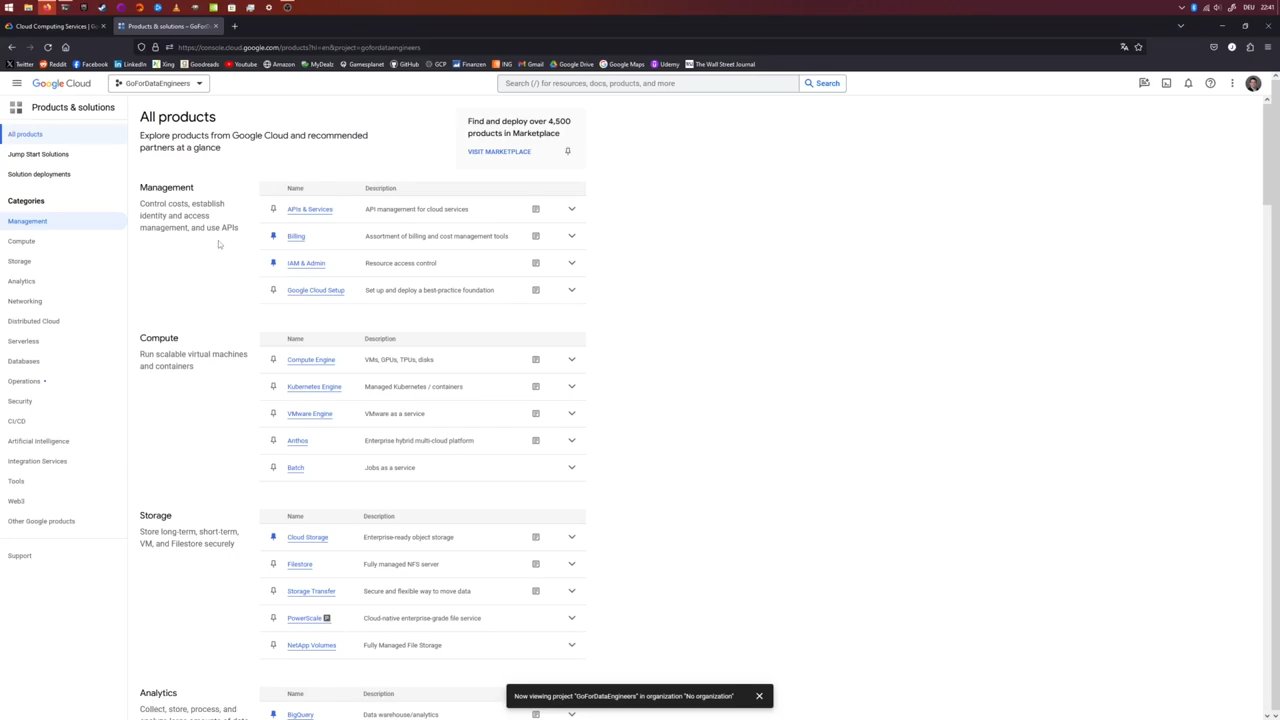 DEU
22:41
Cloud Computing Services | Go
Products & solutions – GoForD
https://console.cloud.google.com/products?hl=en&project=gofordataengineers
Twitter
Reddit
Facebook
LinkedIn
Xing
Goodreads
Youtube
Amazon
MyDealz
Gamesplanet
GitHub
GCP
Finanzen
ING
Gmail
Google Drive
Google Maps
Udemy
The Wall Street Journal
Google Cloud
GoForDataEngineers
Search (/) for resources, docs, products, and more
Search
Products & solutions
All products
Jump Start Solutions
Solution deployments
Categories
Management
Compute
Storage
Analytics
Networking
Distributed Cloud
Serverless
Databases
Operations •
Security
CI/CD
Artificial Intelligence
Integration Services
Tools
Web3
Other Google products
Support
All products
Explore products from Google Cloud and recommended
partners at a glance
Find and deploy over 4,500
products in Marketplace
VISIT MARKETPLACE
Management
Control costs, establish
identity and access
management, and use APIs
Name Description
APIs & Services API management for cloud services
Billing Assortment of billing and cost management tools
IAM & Admin Resource access control
Google Cloud Setup Set up and deploy a best-practice foundation
Compute
Run scalable virtual machines
and containers
Name Description
Compute Engine VMs, GPUs, TPUs, disks
Kubernetes Engine Managed Kubernetes / containers
VMware Engine VMware as a service
Anthos Enterprise hybrid multi-cloud platform
Batch Jobs as a service
Storage
Store long-term, short-term,
VM, and Filestore securely
Name Description
Cloud Storage Enterprise-ready object storage
Filestore Fully managed NFS server
Storage Transfer Secure and flexible way to move data
PowerScale Cloud-native enterprise-grade file service
NetApp Volumes Fully Managed File Storage
Analytics
Collect, store, process, and
analyze large amounts of data
Name Description
BigQuery Data warehouse/analytics
Now viewing project "GoForDataEngineers" in organization "No organization"